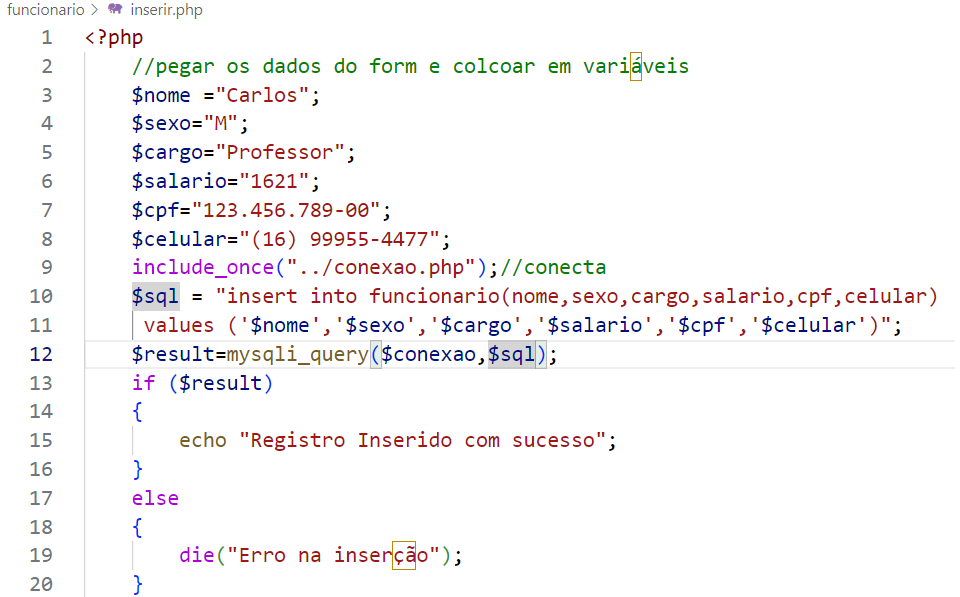 funcionario > inserir.php
1 <?php
2 //pegar os dados do form e colcoar em variáveis
3 $nome ="Carlos";
4 $sexo="M";
5 $cargo="Professor";
6 $salario="1621";
7 $cpf="123.456.789-00";
8 $celular="(16) 99955-4477";
9 include_once("../conexao.php");//conecta
10 $sql = "insert into funcionario(nome,sexo,cargo,salario,cpf,celular)
11 values ('$nome','$sexo','$cargo','$salario','$cpf','$celular')";
12 $result=mysqli_query($conexao,$sql);
13 if ($result)
14 {
15 echo "Registro Inserido com sucesso";
16 }
17 else
18 {
19 die("Erro na inserção");
20 }